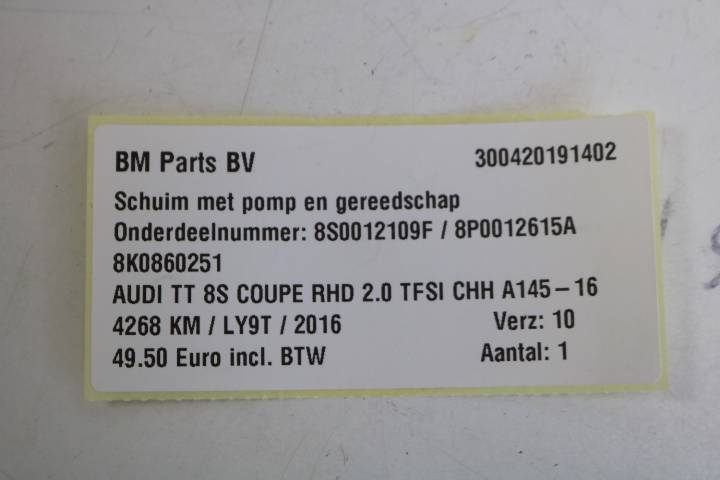 BM Parts BV 300420191402
Schuim met pomp en gereedschap
Onderdeelnummer: 8S0012109F / 8P0012615A
8K0860251
AUDI TT 8S COUPE RHD 2.0 TFSI CHH A145-16
4268 KM / LY9T / 2016 Verz: 10
49.50 Euro incl. BTW Aantal: 1